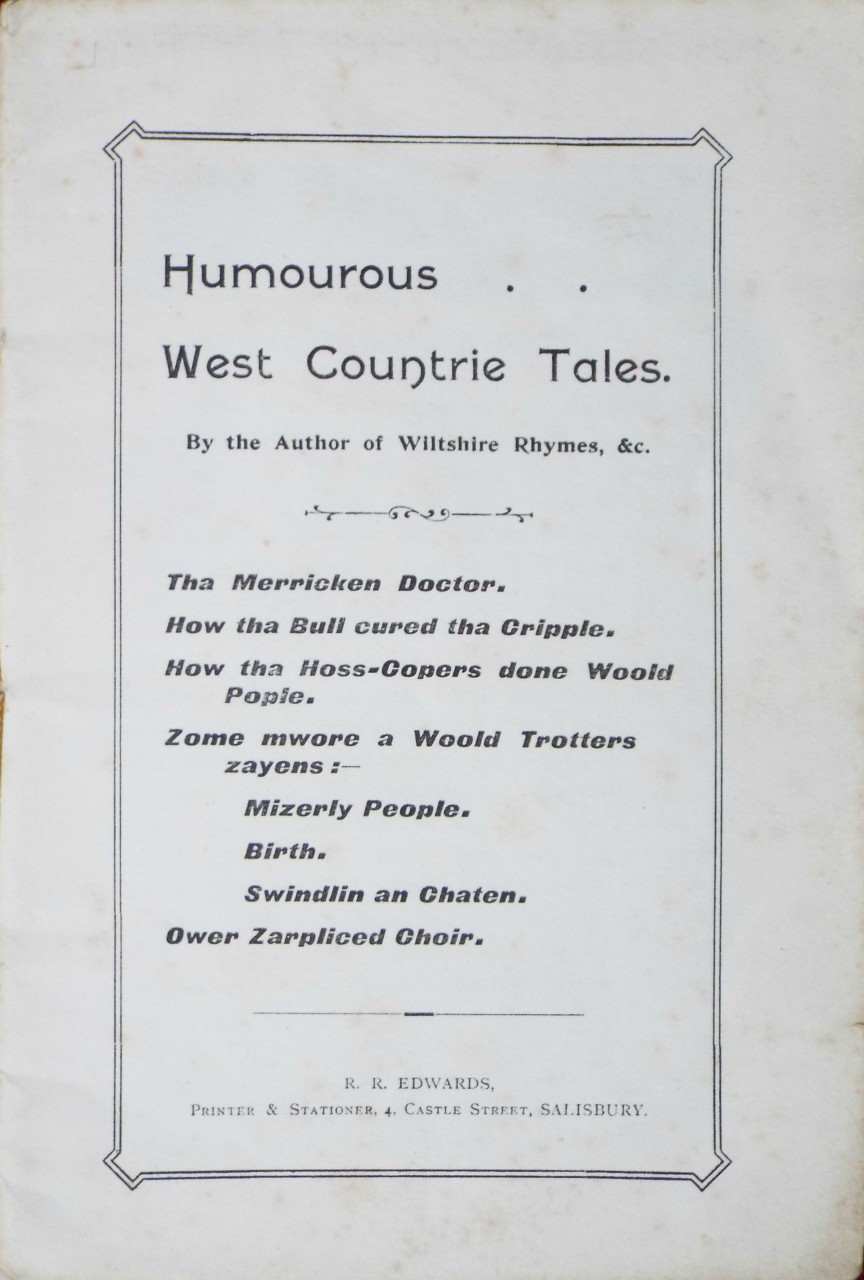 Humourous . .
West Countrie Tales.
By the Author of Wiltshire Rhymes, &c.
Tha Merricken Doctor.
How tha Bull cured tha Cripple.
How tha Hoss-Copers done Woold
Pople.
Zome mwore a Woold Trotters
zayens :—
Mizerly People.
Birth.
Swindlin an Chaten.
Ower Zarpliced Choir.
R. R. EDWARDS,
PRINTER & STATIONER, 4, CASTLE STREET, SALISBURY.